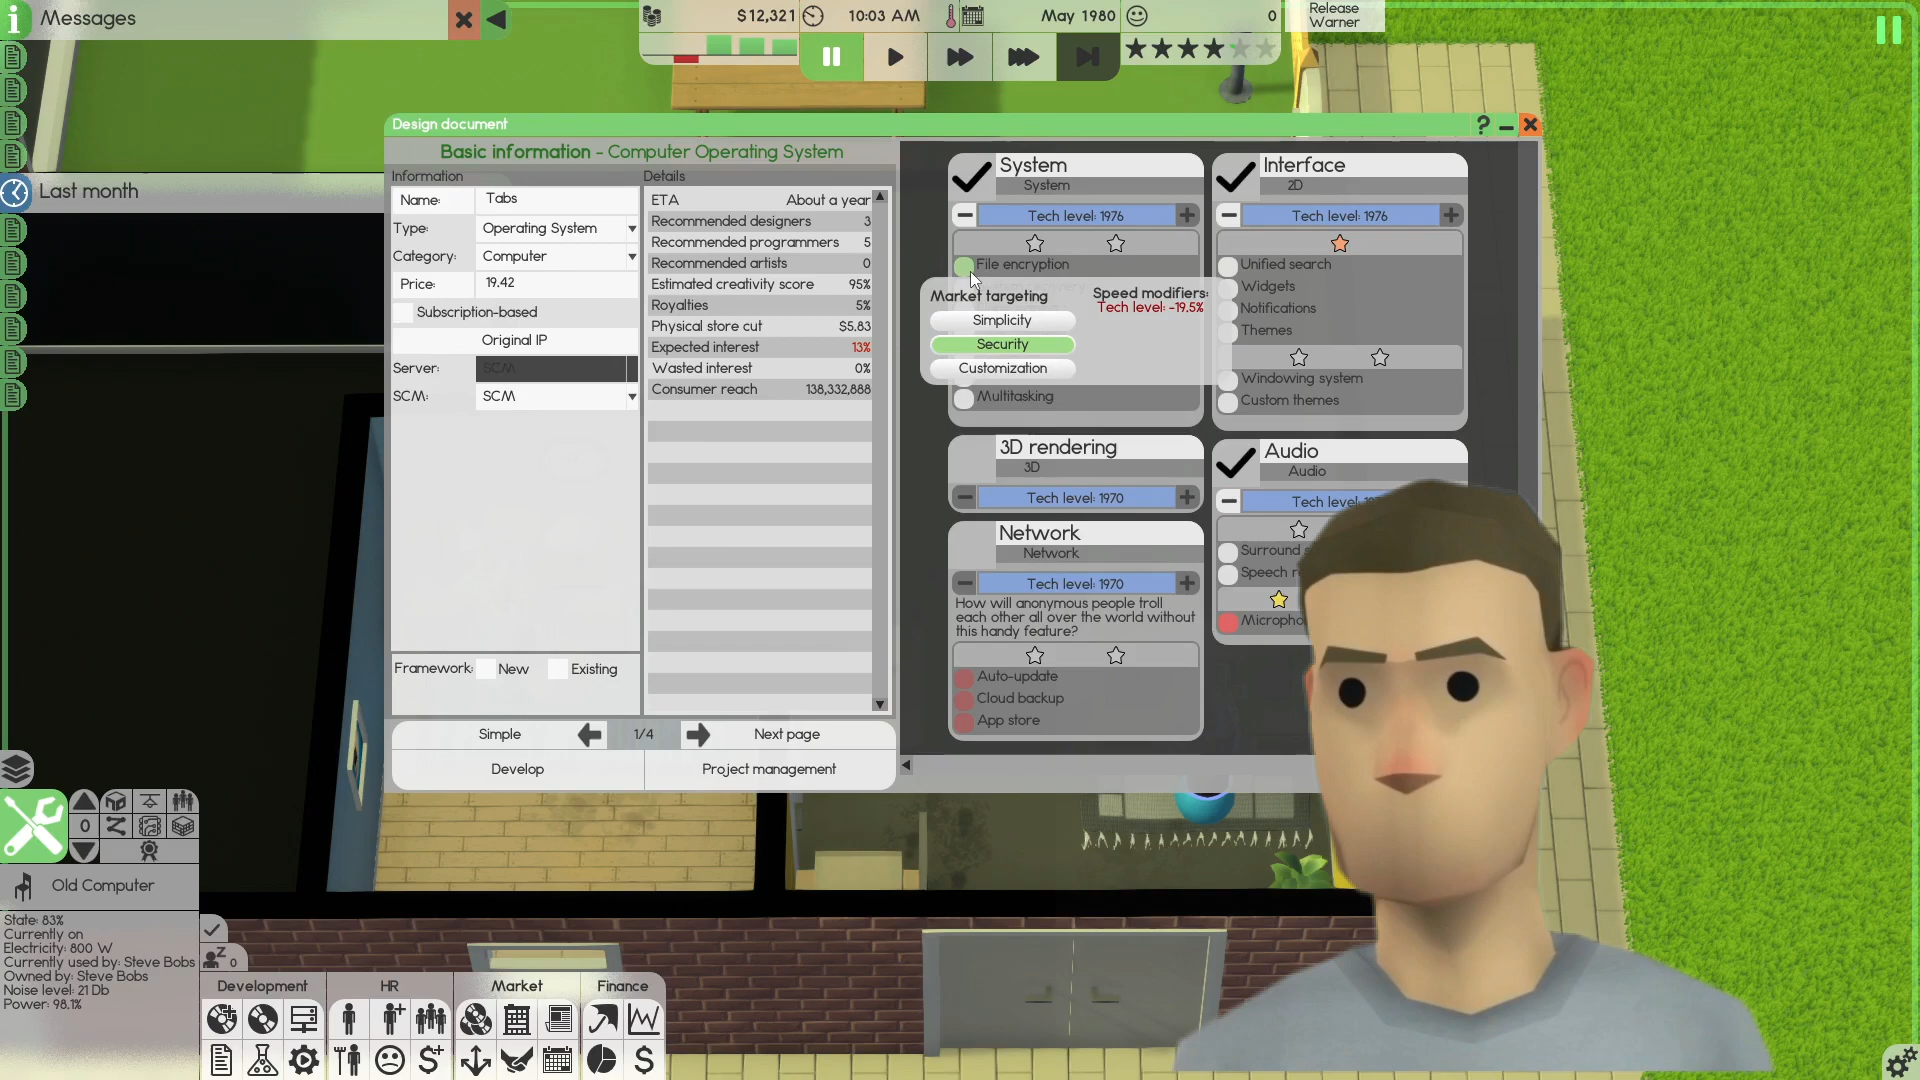 Messages
$12,321
10:03 AM
May 1980
0
Release
Warner
Last month
Design document
?
Basic information - Computer Operating System
Information
Name: Tabs
Type: Operating System
Category: Computer
Price: 19.42
Subscription-based
Original IP
Server: SCM
SCM: SCM
Framework: New Existing
Details
ETA About a year
Recommended designers 3
Recommended programmers 5
Recommended artists 0
Estimated creativity score 95%
Royalties 5%
Physical store cut $5.83
Expected interest 13%
Wasted interest 0%
Consumer reach 138,332,888
Simple
1/4
Next page
Develop
Project management
System
System
Tech level: 1976
File encryption
Market targeting
Simplicity
Security
Customization
Speed modifiers:
Tech level: -19.5%
Multitasking
Interface
2D
Tech level: 1976
Unified search
Widgets
Notifications
Themes
Windowing system
Custom themes
3D rendering
3D
Tech level: 1970
Network
Network
Tech level: 1970
How will anonymous people troll
each other all over the world without
this handy feature?
Auto-update
Cloud backup
App store
Audio
Audio
Tech level:
Surround
Speech
0
Old Computer
State: 83%
Currently on
Electricity: 800 W
Currently used by: Steve Bobs
Owned by: Steve Bobs
Noise level: 21 Db
Power: 98.1%
0
Development
HR
Market
Finance